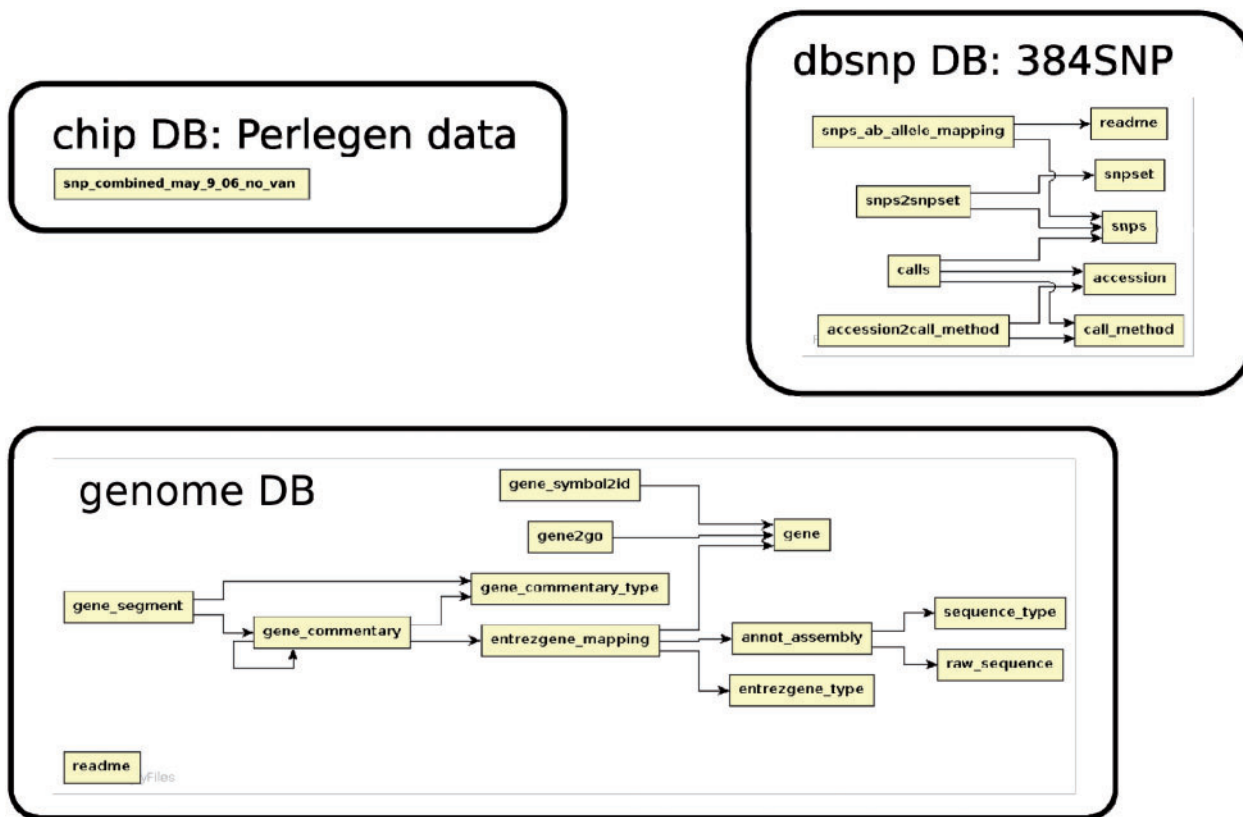 chip DB: Perlegen data
snp_combined_may_9_06_no_van
dbsnp DB: 384SNP
snps_ab_allele_mapping
readme
snpset
snps2snpset
snps
calls
accession
accession2call_method
call_method
genome DB
gene_symbol2id
gene2go
gene
gene_commentary_type
gene_segment
gene_commentary
entrezgene_mapping
annot_assembly
sequence_type
raw_sequence
entrezgene_type
readme
yFiles